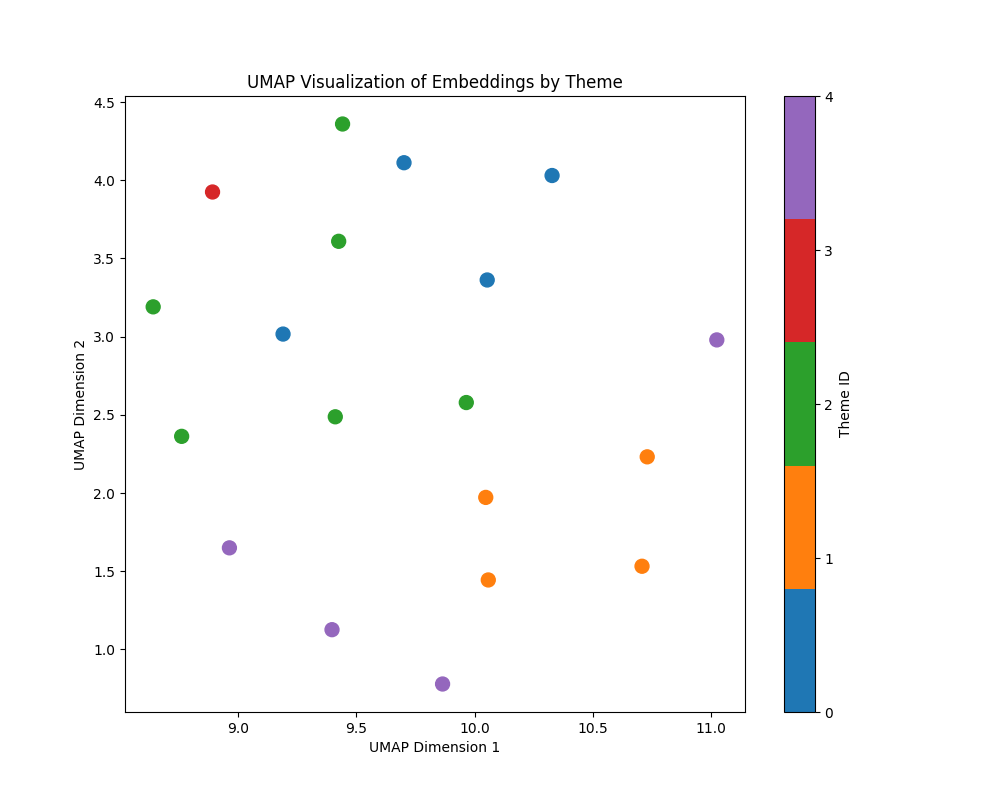 UMAP Visualization of Embeddings by Theme
4.5
4.0
3.5
3.0
2.5
2.0
1.5
1.0
UMAP Dimension 2
9.0 9.5 10.0 10.5 11.0
UMAP Dimension 1
4
3
2
1
0
Theme ID